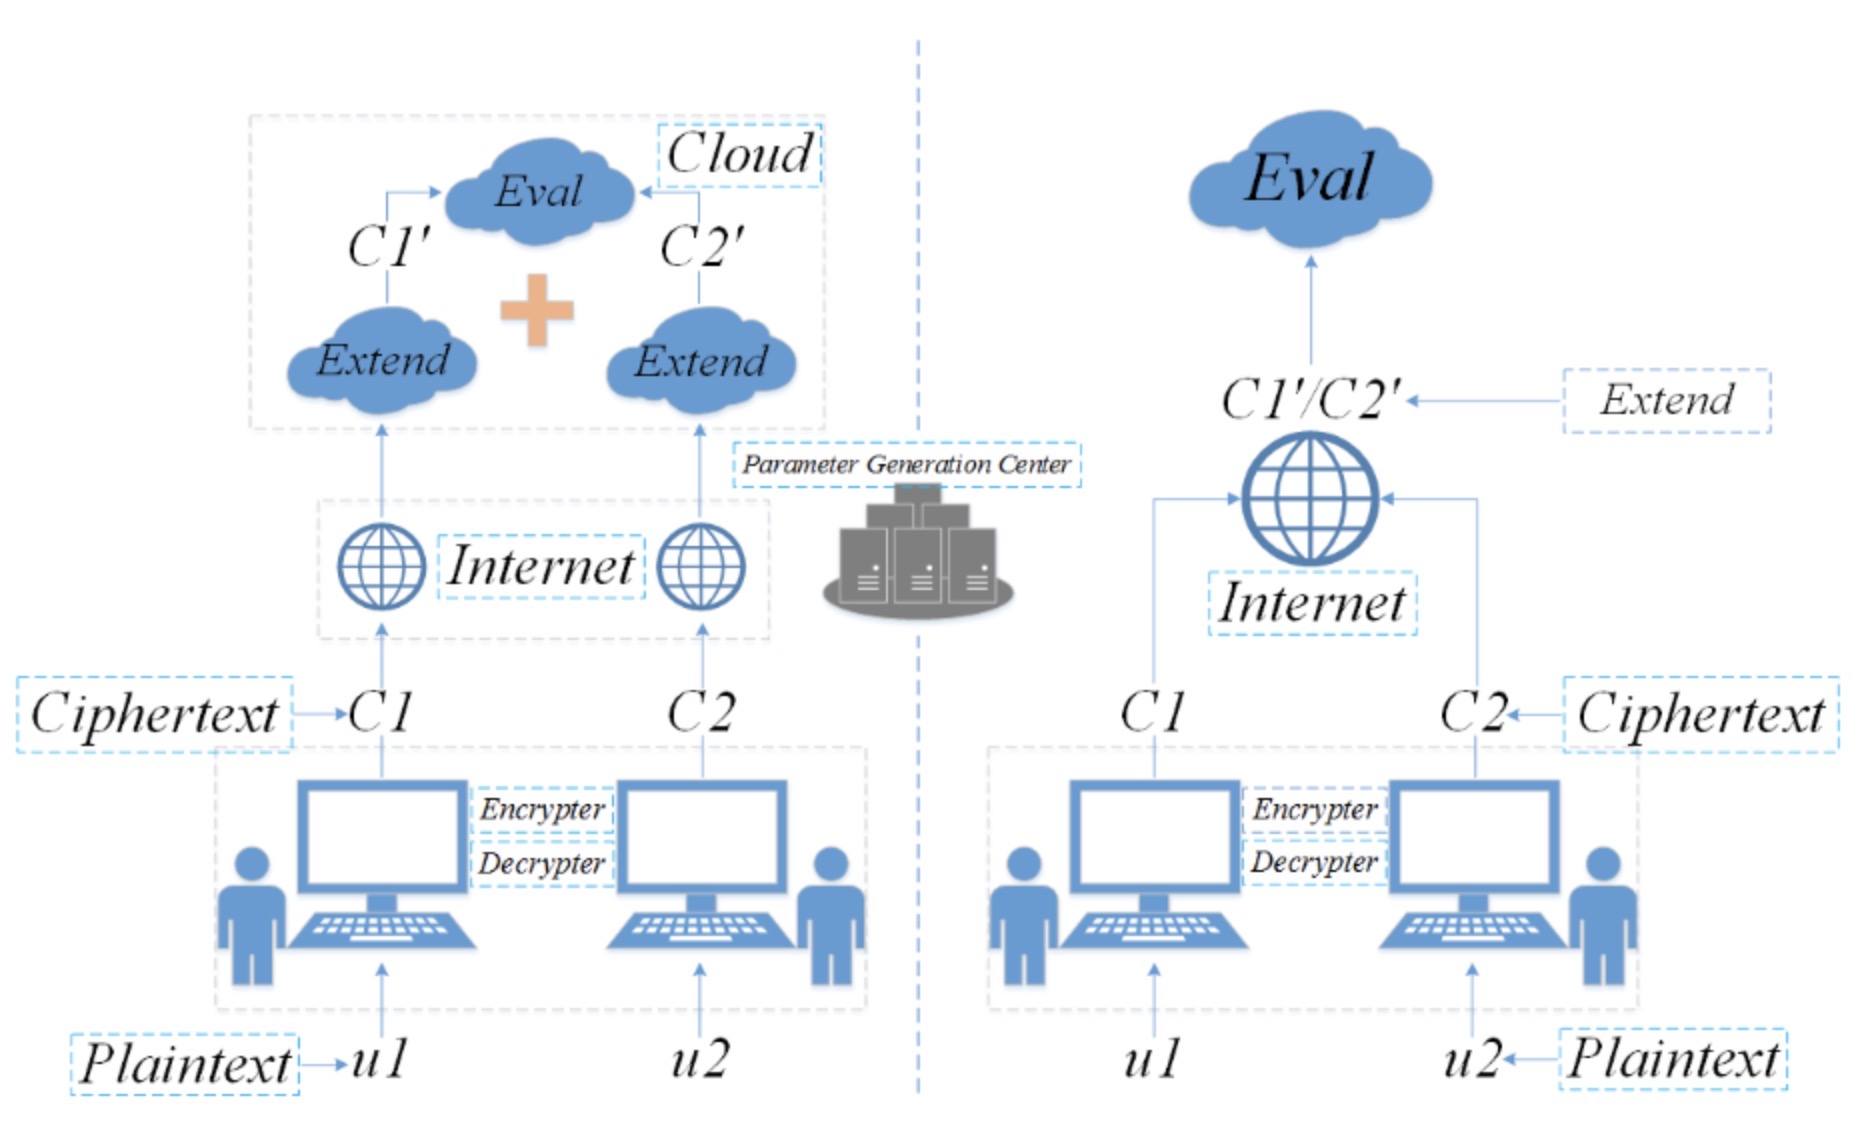 Cloud
Eval
C1' C2'
Extend Extend
Internet
Ciphertext C1 C2
Encrypter
Decrypter
Plaintext u1 u2
Parameter Generation Center
Eval
C1'/C2' Extend
Internet
C1 C2 Ciphertext
Encrypter
Decrypter
u1 u2 Plaintext